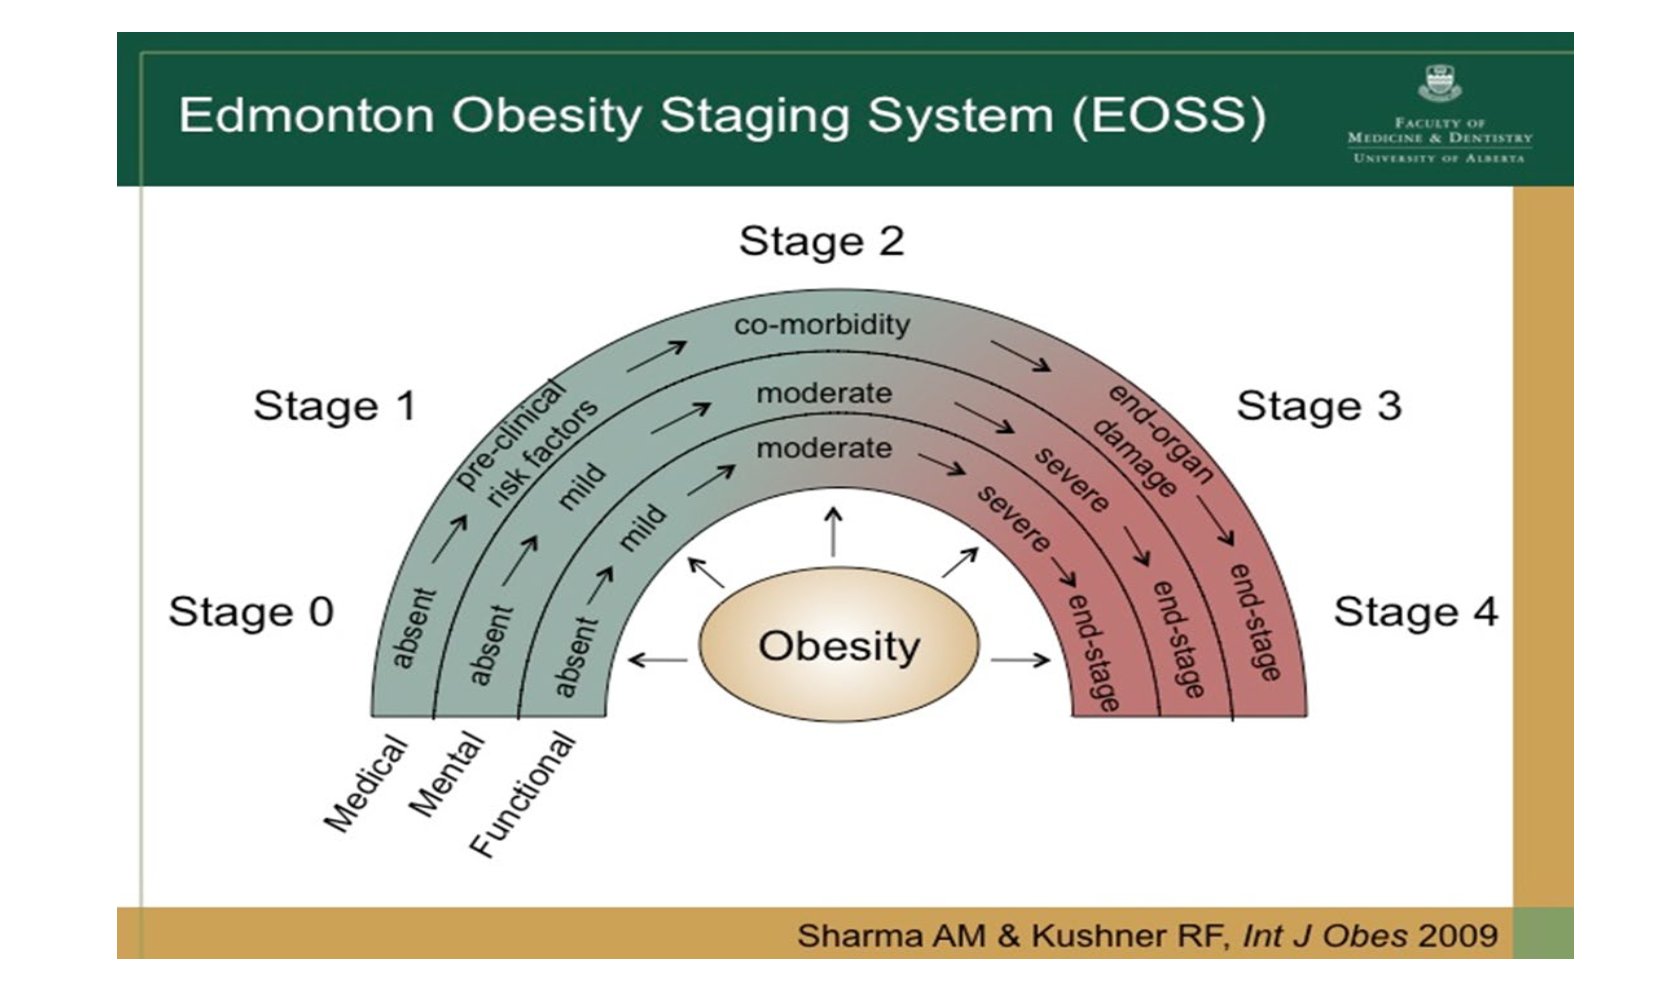 Edmonton Obesity Staging System (EOSS)
FACULTY OF
MEDICINE & DENTISTRY
UNIVERSITY OF ALBERTA
Stage 0
Stage 1
Stage 2
Stage 3
Stage 4
absent
pre-clinical
risk factors
co-morbidity
end-organ
damage
end-stage
absent
mild
moderate
severe
end-stage
absent
mild
moderate
severe
end-stage
Obesity
Medical
Mental
Functional
Sharma AM & Kushner RF, Int J Obes 2009